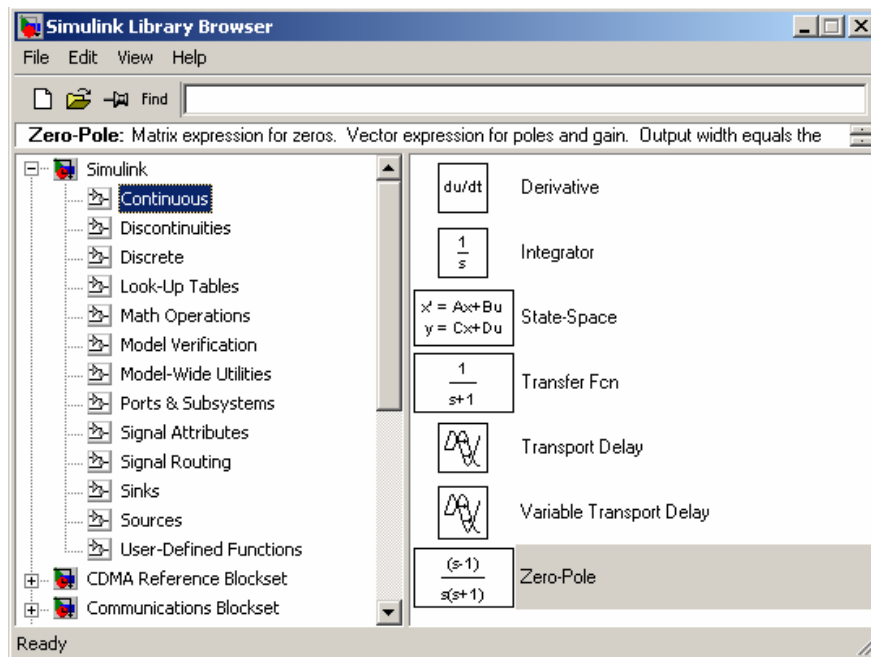 Simulink Library Browser
File Edit View Help
Find
Zero-Pole: Matrix expression for zeros. Vector expression for poles and gain. Output width equals the
Simulink
Continuous
Discontinuities
Discrete
Look-Up Tables
Math Operations
Model Verification
Model-Wide Utilities
Ports & Subsystems
Signal Attributes
Signal Routing
Sinks
Sources
User-Defined Functions
CDMA Reference Blockset
Communications Blockset
du/dt Derivative
1
s
Integrator
x' = Ax+Bu
y = Cx+Du
State-Space
1
s+1
Transfer Fcn
Transport Delay
Variable Transport Delay
(s-1)
s(s+1)
Zero-Pole
Ready